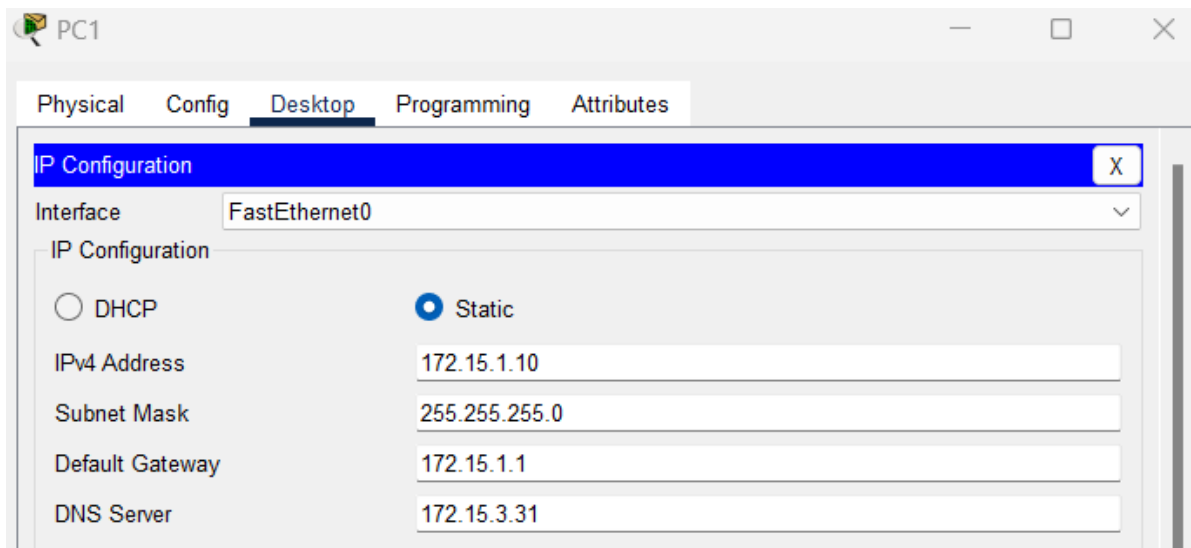 PC1
Physical Config Desktop Programming Attributes
IP Configuration X
Interface FastEthernet0
IP Configuration
DHCP Static
IPv4 Address 172.15.1.10
Subnet Mask 255.255.255.0
Default Gateway 172.15.1.1
DNS Server 172.15.3.31